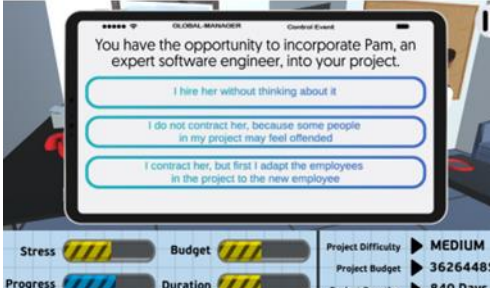 GLOBAL-MANAGER Control Event
You have the opportunity to incorporate Pam, an
expert software engineer, into your project.
I hire her without thinking about it
I do not contract her, because some people
in my project may feel offended
I contract her, but first I adapt the employees
in the project to the new employee
Stress Budget Project Difficulty MEDIUM
Project Budget 36264485
Progress Duration 840 Days